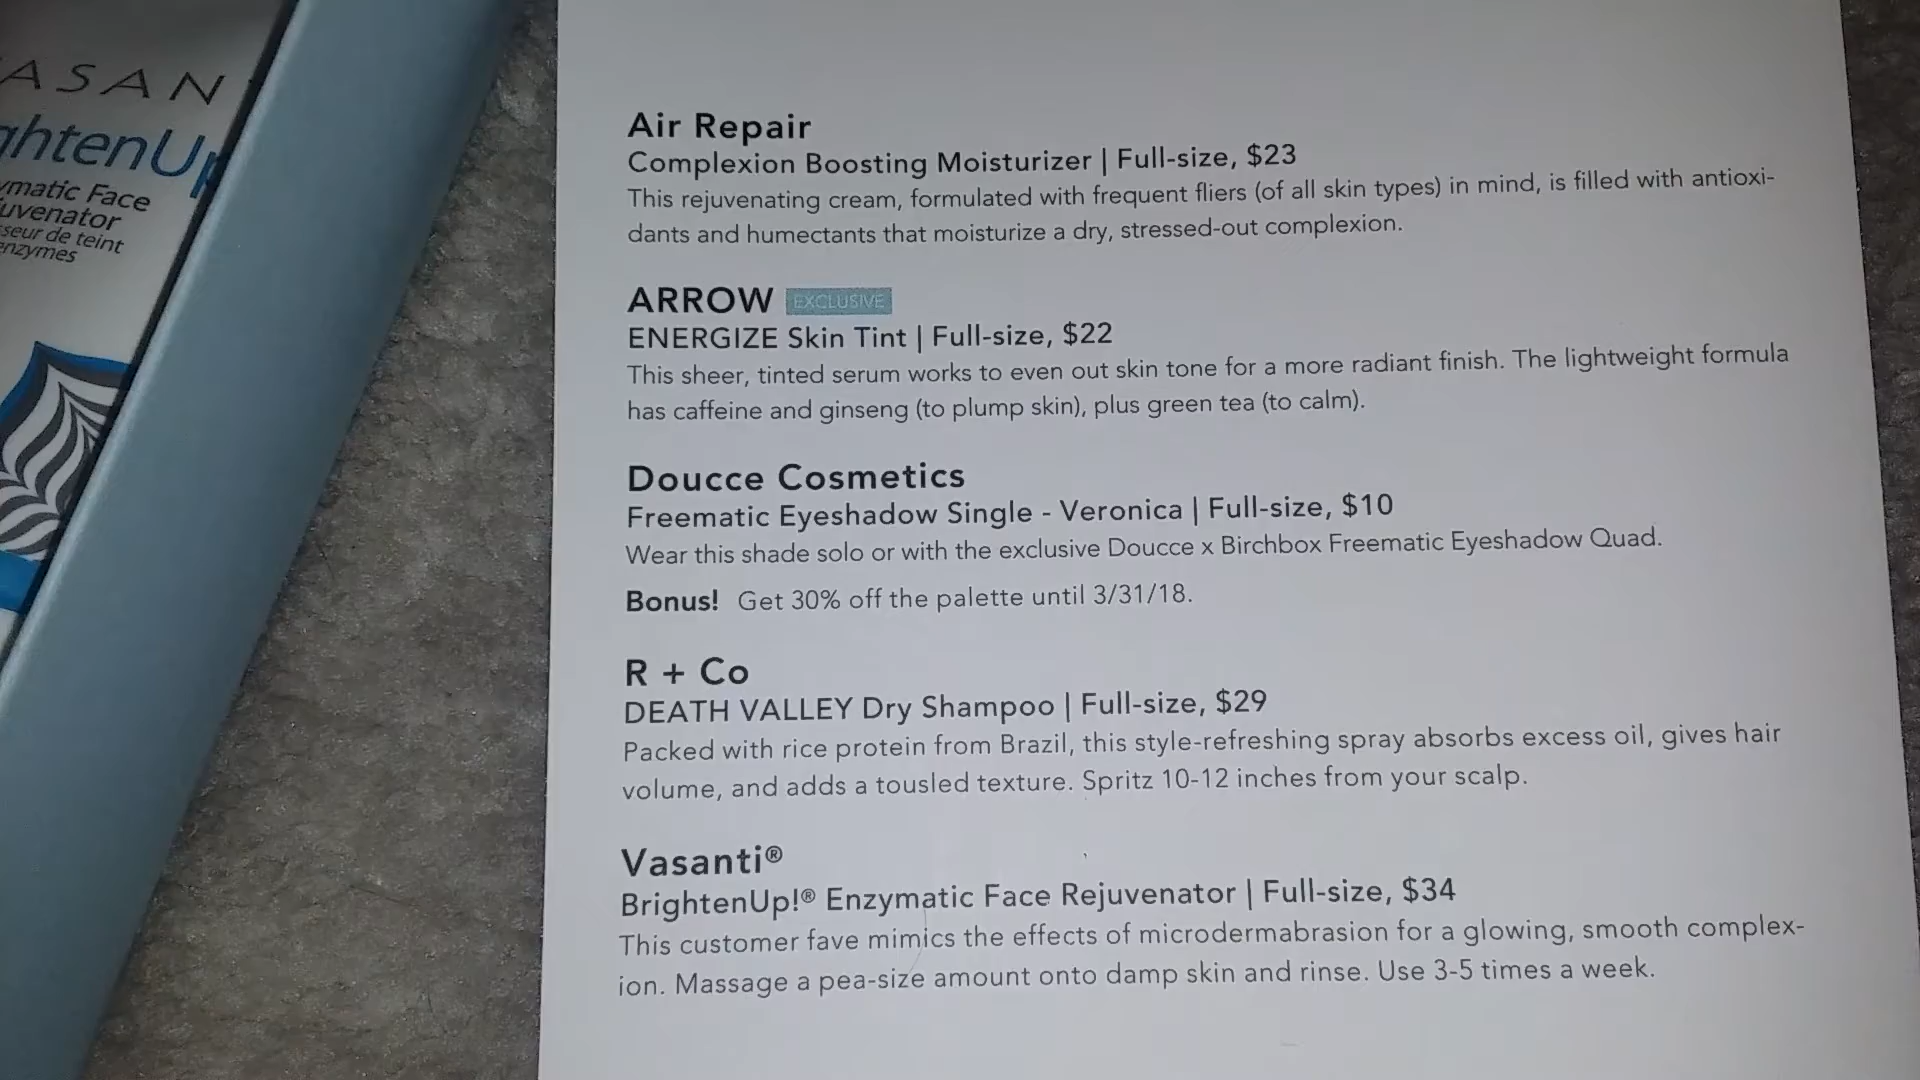 ASAN
ghtenUp
ymatic Face
uvenator
seur de teint
enzymes
Air Repair
Complexion Boosting Moisturizer | Full-size, $23
This rejuvenating cream, formulated with frequent fliers (of all skin types) in mind, is filled with antioxi-
dants and humectants that moisturize a dry, stressed-out complexion.
ARROW EXCLUSIVE
ENERGIZE Skin Tint | Full-size, $22
This sheer, tinted serum works to even out skin tone for a more radiant finish. The lightweight formula
has caffeine and ginseng (to plump skin), plus green tea (to calm).
Doucce Cosmetics
Freematic Eyeshadow Single - Veronica | Full-size, $10
Wear this shade solo or with the exclusive Doucce x Birchbox Freematic Eyeshadow Quad.
Bonus! Get 30% off the palette until 3/31/18.
R + Co
DEATH VALLEY Dry Shampoo | Full-size, $29
Packed with rice protein from Brazil, this style-refreshing spray absorbs excess oil, gives hair
volume, and adds a tousled texture. Spritz 10-12 inches from your scalp.
Vasanti®
BrightenUp!® Enzymatic Face Rejuvenator | Full-size, $34
This customer fave mimics the effects of microdermabrasion for a glowing, smooth complex-
ion. Massage a pea-size amount onto damp skin and rinse. Use 3-5 times a week.